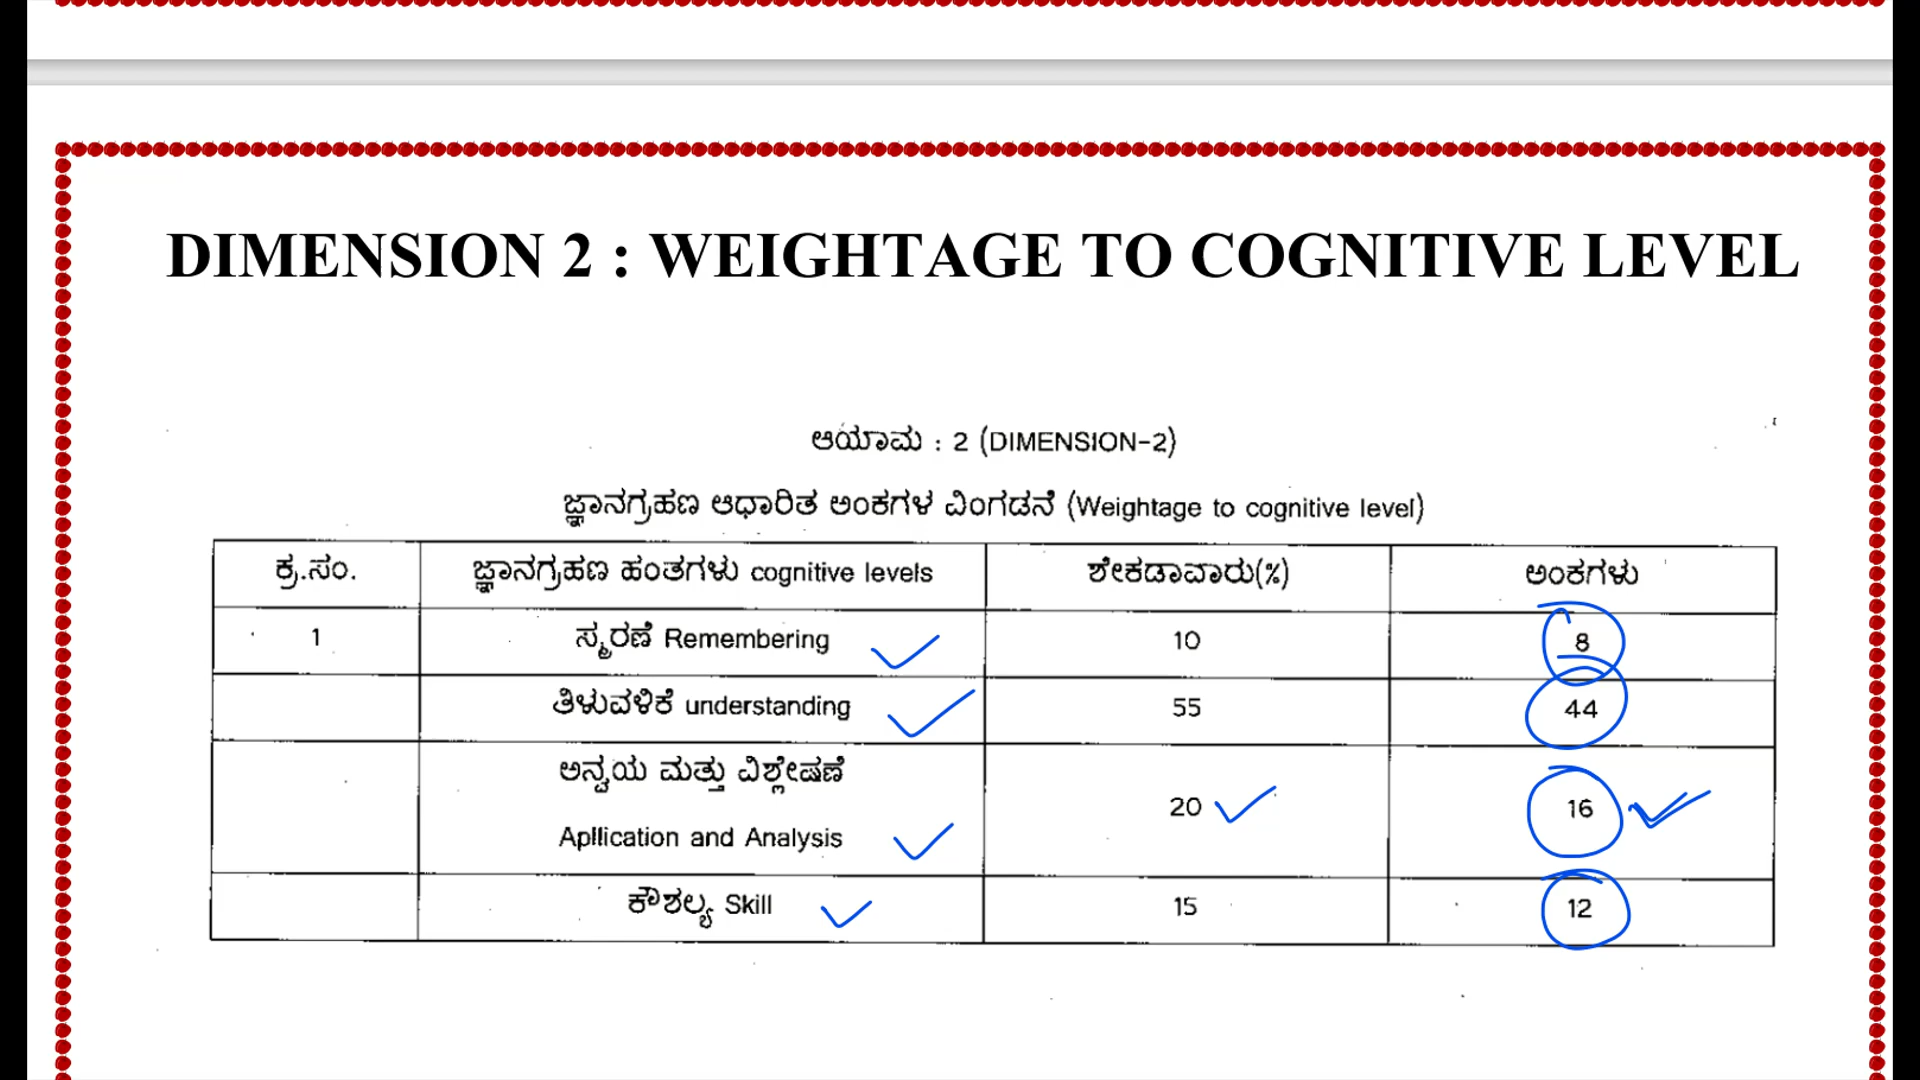 DIMENSION 2 : WEIGHTAGE TO COGNITIVE LEVEL
ಆಯಾಮ : 2 (DIMENSION-2)
ಜ್ಞಾನಗ್ರಹಣ ಆಧಾರಿತ ಅಂಕಗಳ ವಿಂಗಡನೆ (Weightage to cognitive level)
ಕ್ರ.ಸಂ. ಜ್ಞಾನಗ್ರಹಣ ಹಂತಗಳು cognitive levels ಶೇಕಡಾವಾರು(%) ಅಂಕಗಳು
1 ಸ್ಮರಣೆ Remembering 10 8
ತಿಳುವಳಿಕೆ understanding 55 44
ಅನ್ವಯ ಮತ್ತು ವಿಶ್ಲೇಷಣೆ
Apllication and Analysis 20 16
ಕೌಶಲ್ಯ Skill 15 12